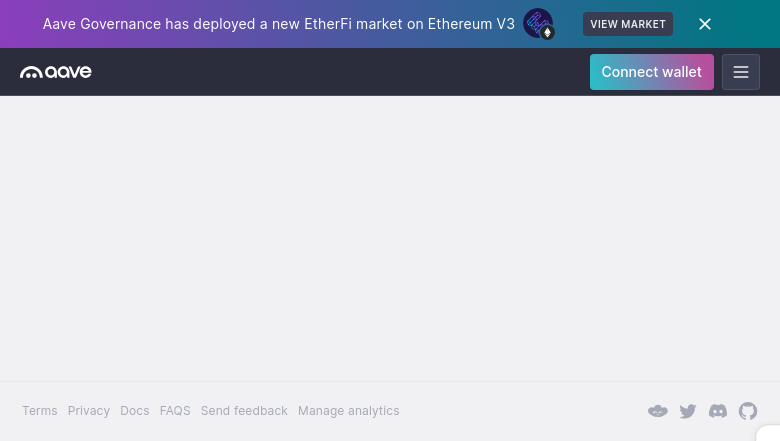 Aave Governance has deployed a new EtherFi market on Ethereum V3
VIEW MARKET
aave
Connect wallet
Terms Privacy Docs FAQS Send feedback Manage analytics